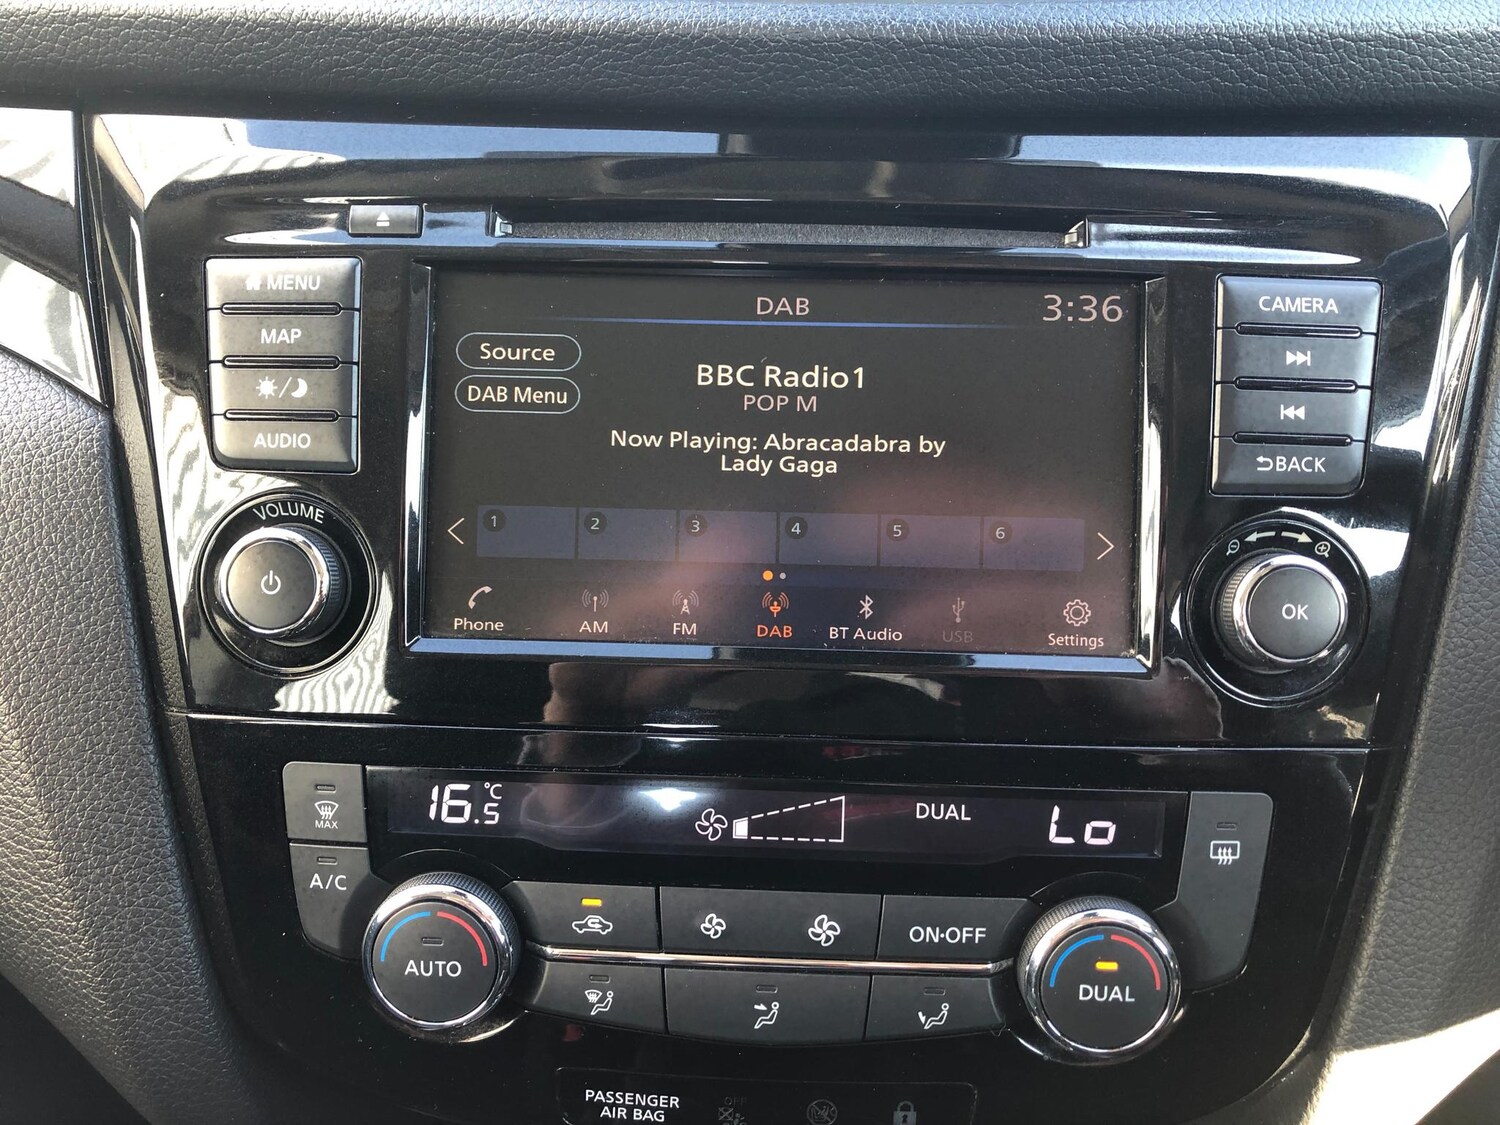 MENU
MAP
AUDIO
VOLUME
DAB
3:36
Source
DAB Menu
BBC Radio1
POP M
Now Playing: Abracadabra by
Lady Gaga
1 2 3 4 5 6
Phone AM FM DAB BT Audio USB Settings
CAMERA
BACK
OK
MAX
A/C
16.5 °C
DUAL
Lo
AUTO
ON·OFF
DUAL
PASSENGER
AIR BAG
OFF